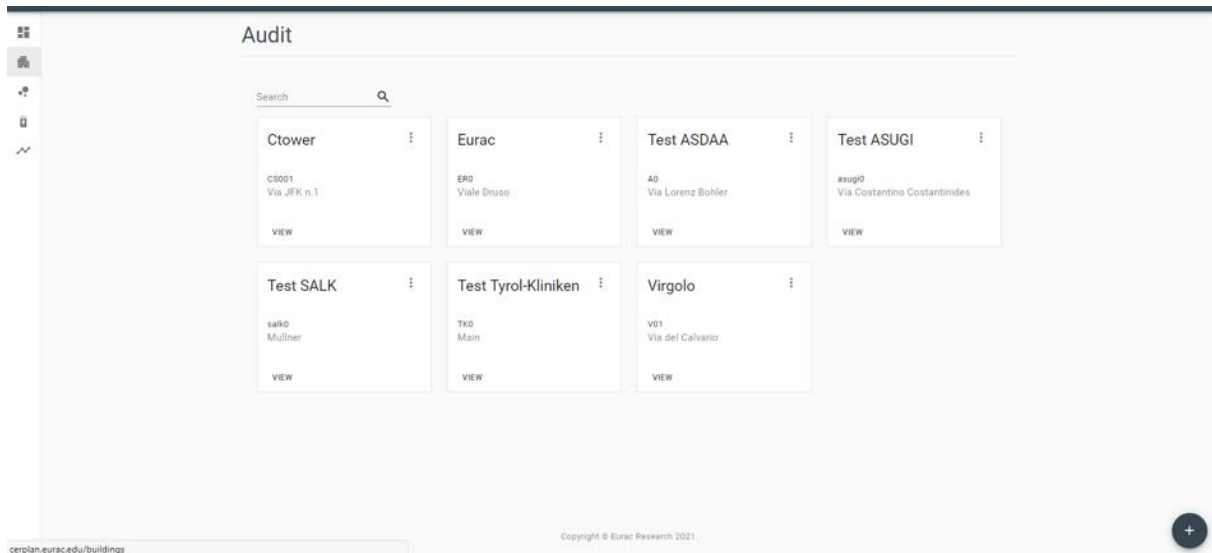 Audit
Search
Ctower
CS001
Via JFK n.1
VIEW
Eurac
ER0
Viale Druso
VIEW
Test ASDAA
A0
Via Lorenz Bohler
VIEW
Test ASUGI
asugi0
Via Costantino Costantinides
VIEW
Test SALK
salk0
Mullner
VIEW
Test Tyrol-Kliniken
TK0
Main
VIEW
Virgolo
V01
Via del Calvario
VIEW
Copyright © Eurac Research 2021.
cerplan.eurac.edu/buildings